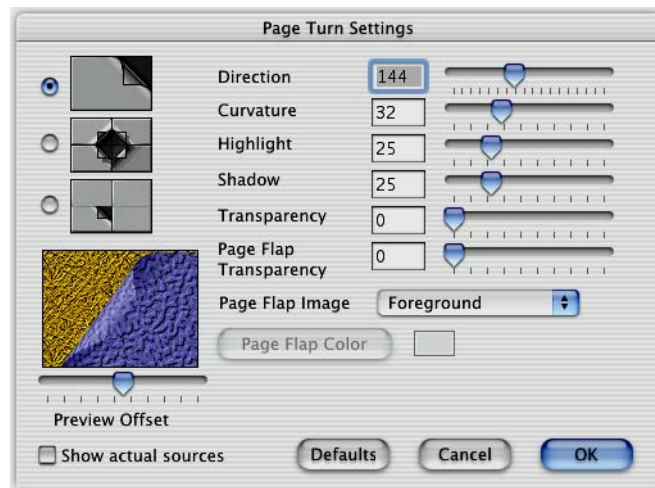 Page Turn Settings
Direction 144
Curvature 32
Highlight 25
Shadow 25
Transparency 0
Page Flap
Transparency 0
Page Flap Image Foreground
Page Flap Color
Preview Offset
Show actual sources
Defaults Cancel OK